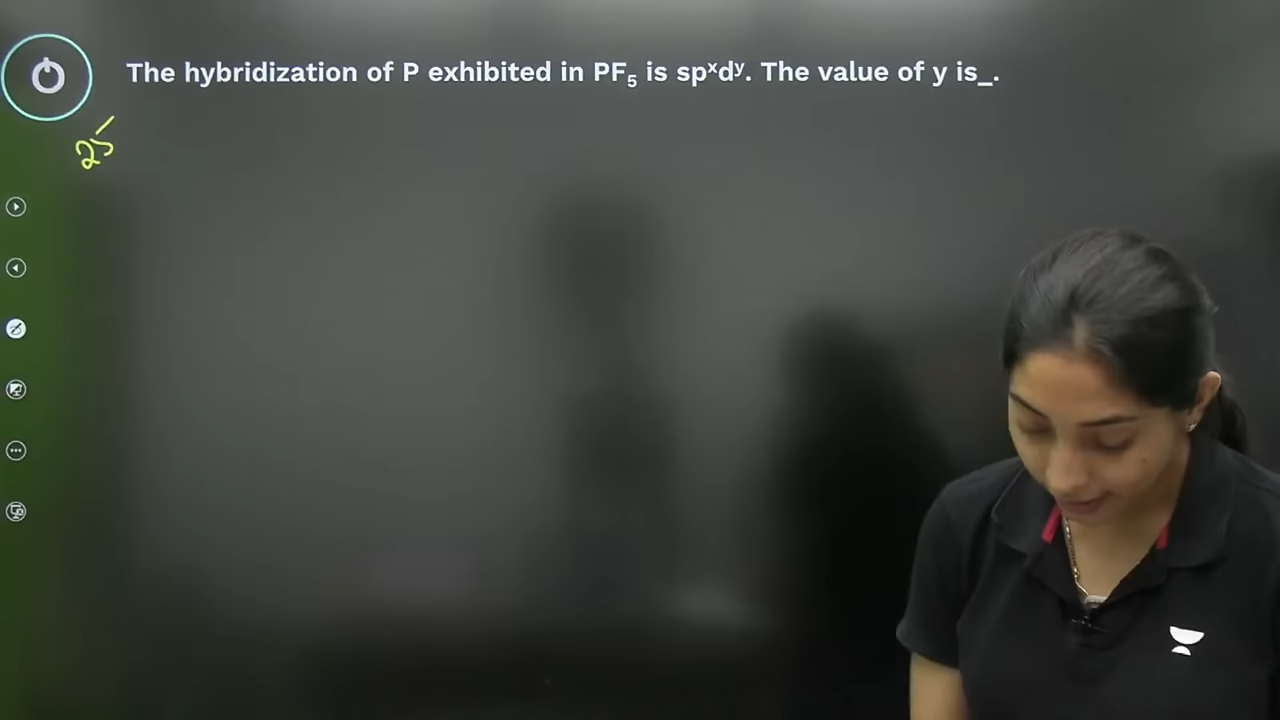 The hybridization of P exhibited in PF₅ is spˣdʸ. The value of y is_.
25